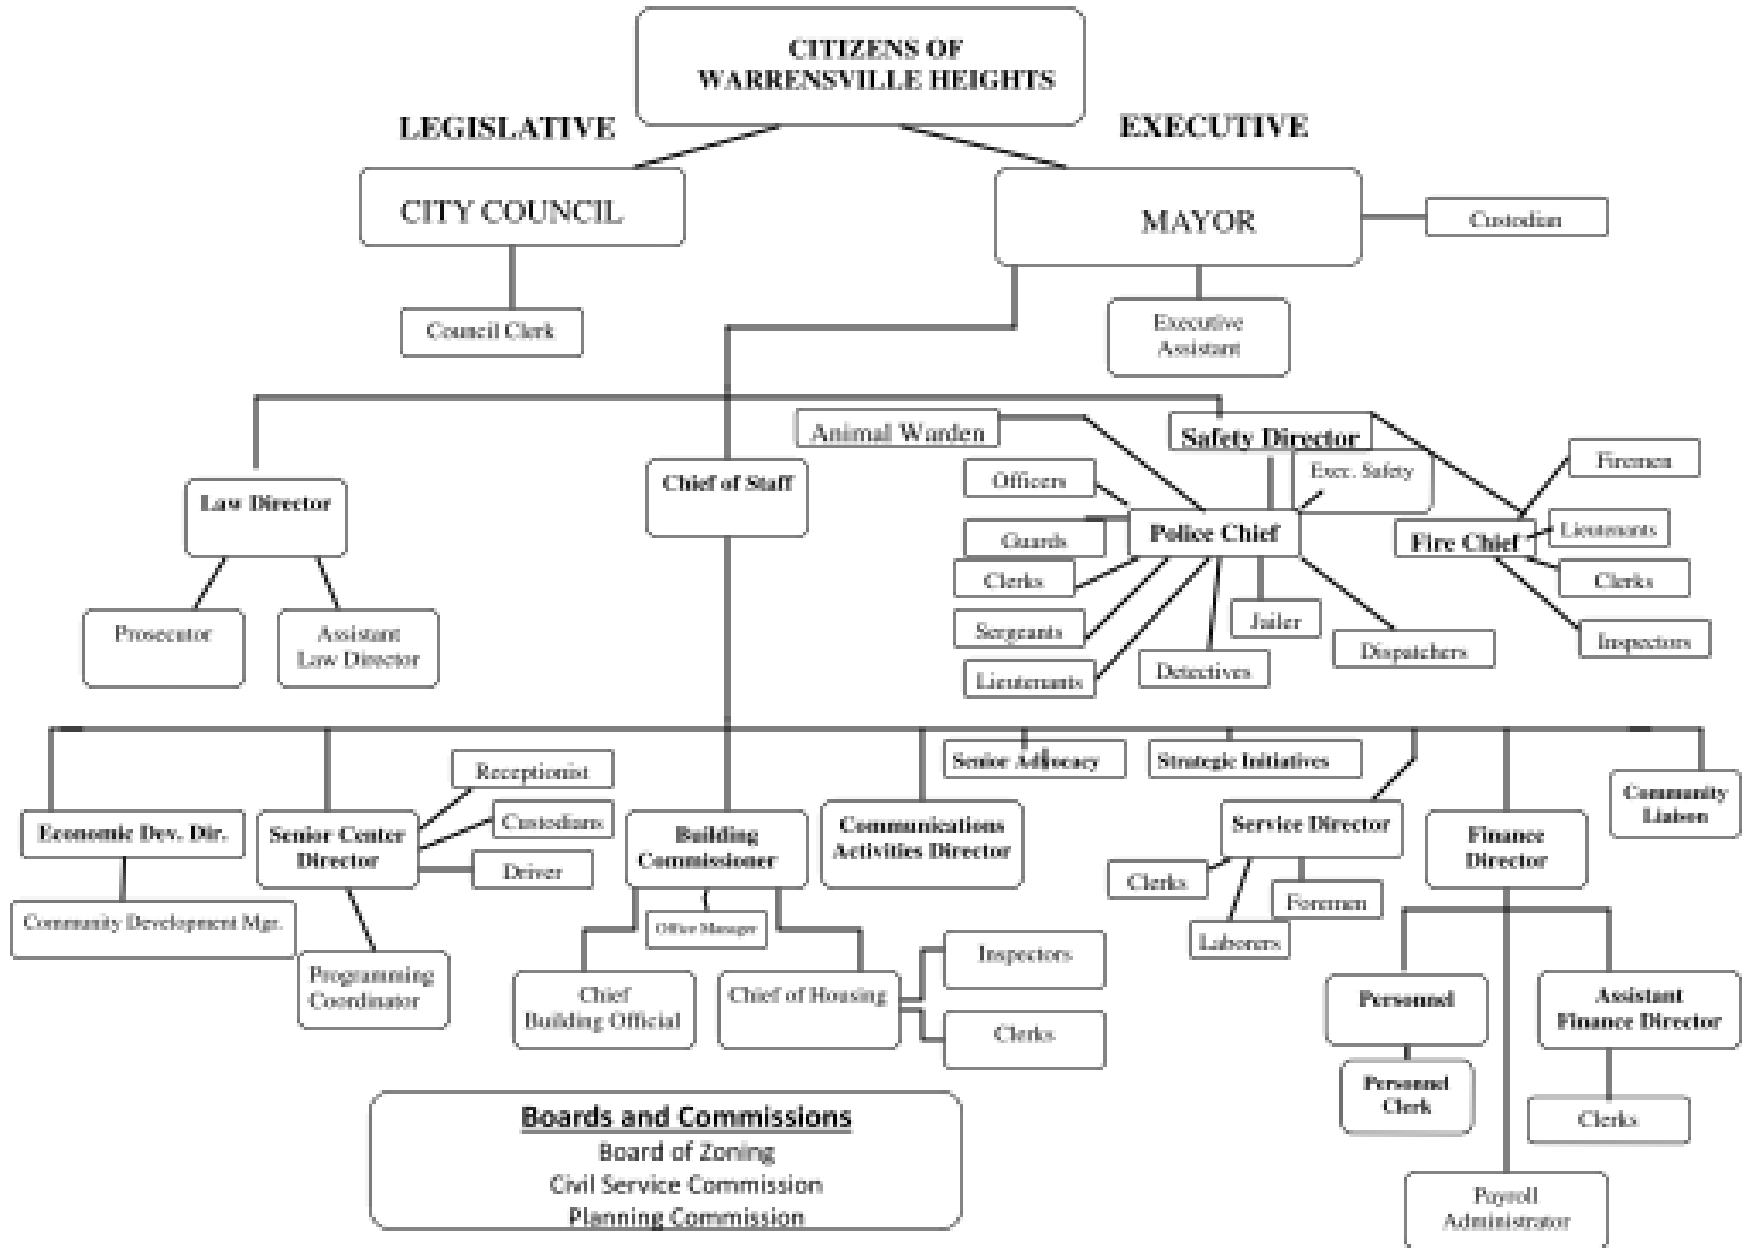 CITIZENS OF
WARRENSVILLE HEIGHTS
LEGISLATIVE
EXECUTIVE
CITY COUNCIL
MAYOR
Custodian
Council Clerk
Executive
Assistant
Animal Warden
Safety Director
Exec. Safety
Firemen
Officers
Law Director
Chief of Staff
Guards
Police Chief
Fire Chief
Lieutenants
Clerks
Clerks
Prosecutor
Assistant
Law Director
Sergeants
Jailer
Inspectors
Lieutenants
Detectives
Dispatchers
Receptionist
Senior Advocacy
Strategic Initiatives
Community
Liaison
Economic Dev. Dir.
Senior Center
Director
Custodians
Driver
Building
Commissioner
Communications
Activities Director
Service Director
Finance
Director
Clerks
Foremen
Laborers
Community Development Mgr.
Office Manager
Programming
Coordinator
Chief
Building Official
Chief of Housing
Inspectors
Clerks
Personnel
Assistant
Finance Director
Personnel
Clerk
Clerks
Payroll
Administrator
Boards and Commissions
Board of Zoning
Civil Service Commission
Planning Commission